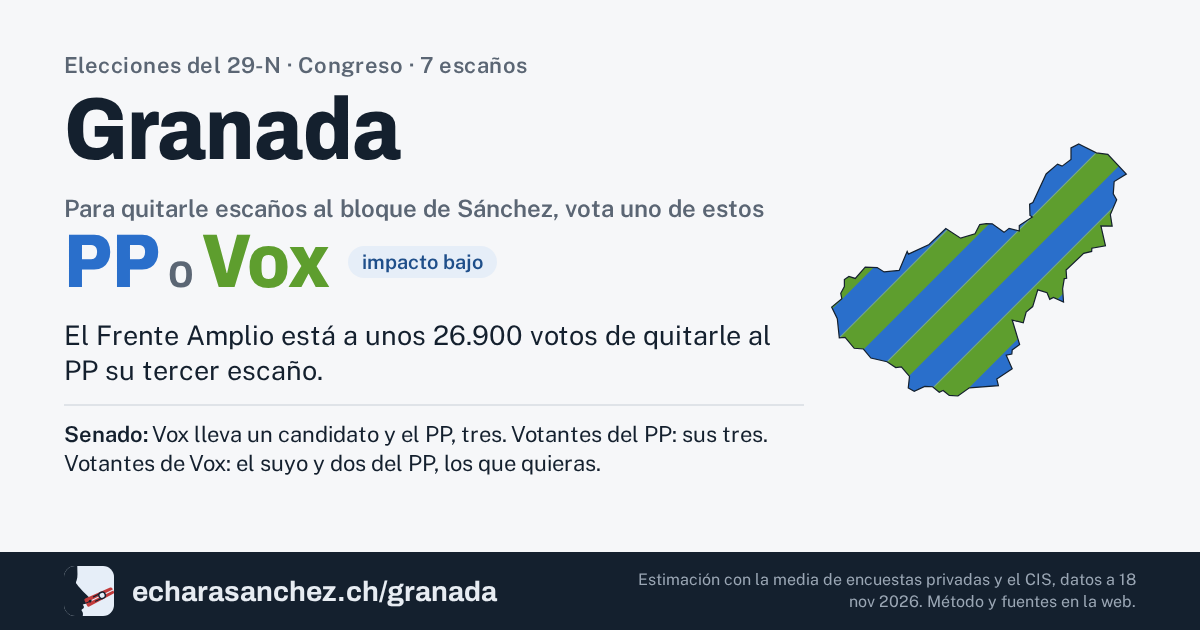 Elecciones del 29-N · Congreso · 7 escaños
Granada
Para quitarle escaños al bloque de Sánchez, vota uno de estos
PP o Vox impacto bajo
El Frente Amplio está a unos 26.900 votos de quitarle al
PP su tercer escaño.
Senado: Vox lleva un candidato y el PP, tres. Votantes del PP: sus tres.
Votantes de Vox: el suyo y dos del PP, los que quieras.
echarasanchez.ch/granada
Estimación con la media de encuestas privadas y el CIS, datos a 18
nov 2026. Método y fuentes en la web.